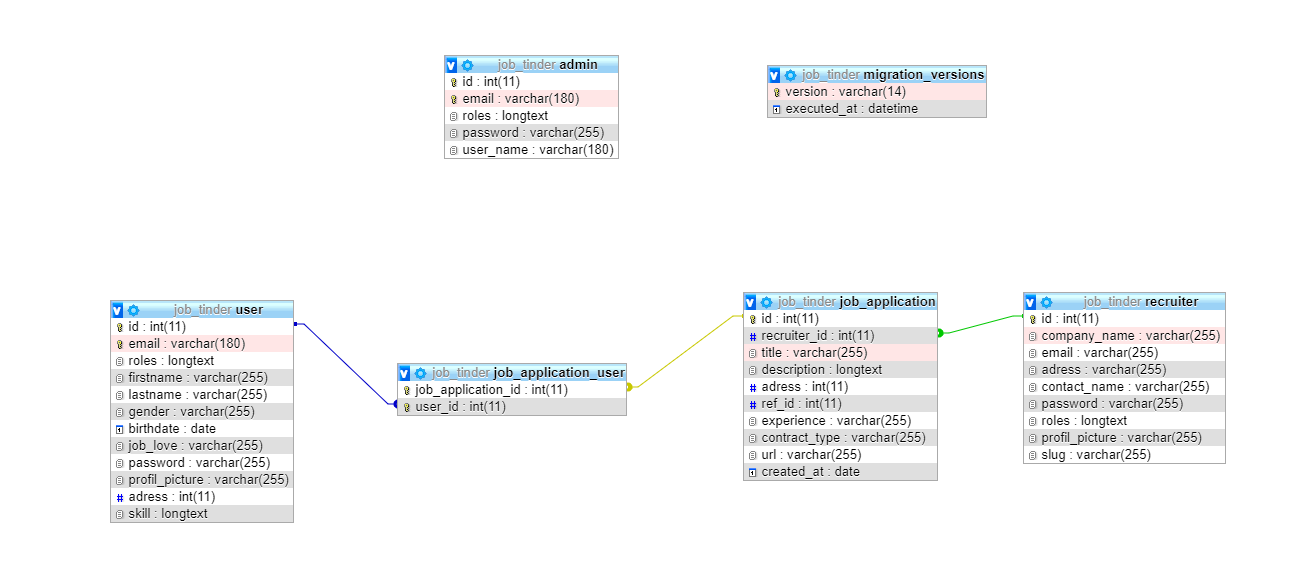 job_tinder admin
id : int(11)
email : varchar(180)
roles : longtext
password : varchar(255)
user_name : varchar(180)
job_tinder migration_versions
version : varchar(14)
executed_at : datetime
job_tinder user
id : int(11)
email : varchar(180)
roles : longtext
firstname : varchar(255)
lastname : varchar(255)
gender : varchar(255)
birthdate : date
job_love : varchar(255)
password : varchar(255)
profil_picture : varchar(255)
adress : int(11)
skill : longtext
job_tinder job_application_user
job_application_id : int(11)
user_id : int(11)
job_tinder job_application
id : int(11)
recruiter_id : int(11)
title : varchar(255)
description : longtext
adress : int(11)
ref_id : int(11)
experience : varchar(255)
contract_type : varchar(255)
url : varchar(255)
created_at : date
job_tinder recruiter
id : int(11)
company_name : varchar(255)
email : varchar(255)
adress : varchar(255)
contact_name : varchar(255)
password : varchar(255)
roles : longtext
profil_picture : varchar(255)
slug : varchar(255)